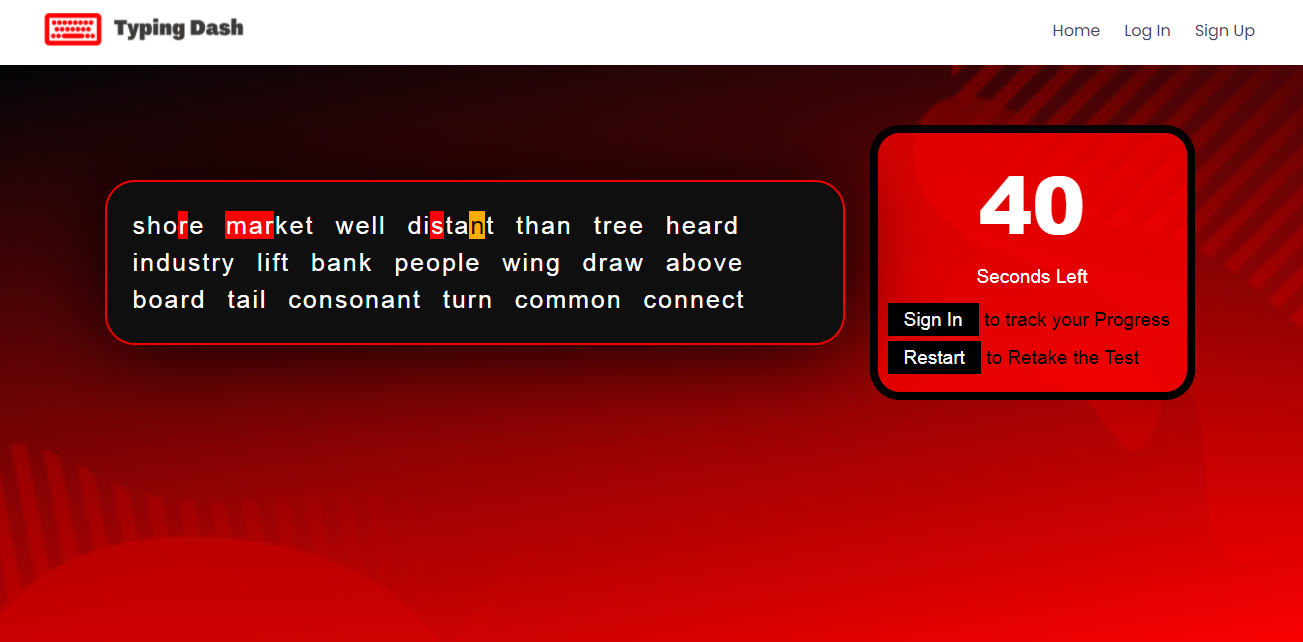 Typing Dash
Home Log In Sign Up
shore market well distant than tree heard
industry lift bank people wing draw above
board tail consonant turn common connect
40
Seconds Left
Sign In to track your Progress
Restart to Retake the Test